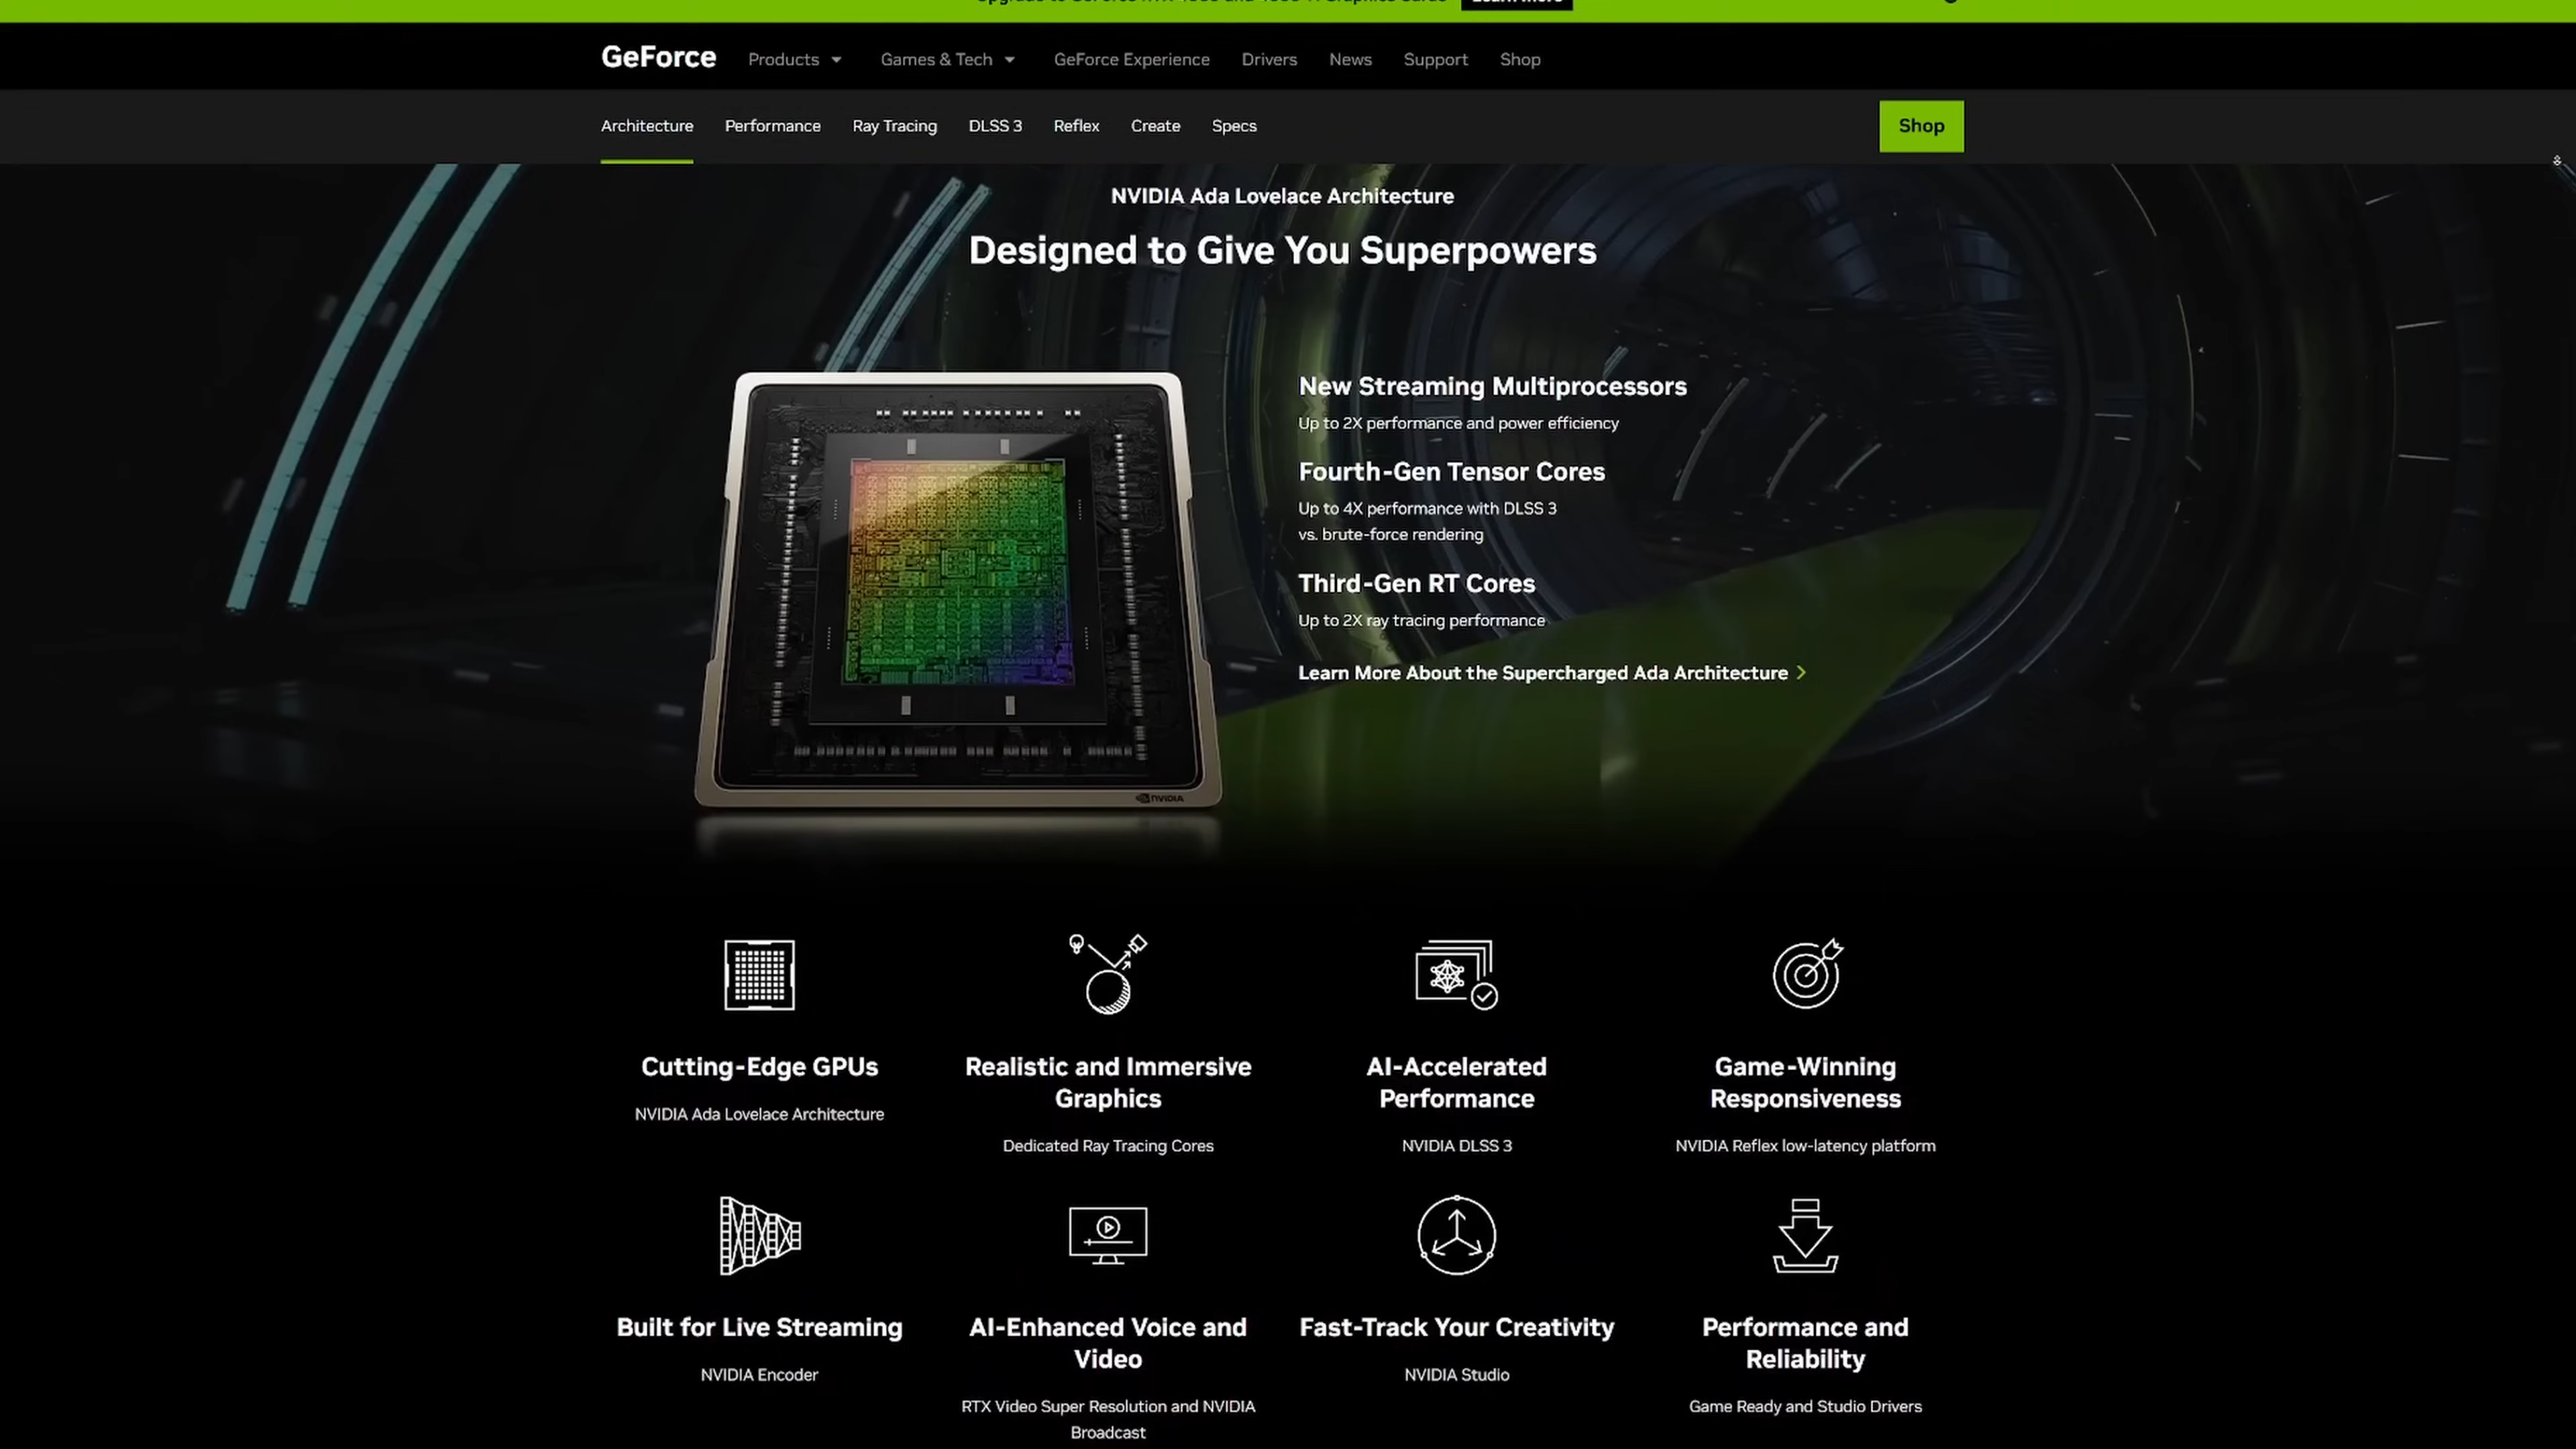 GeForce
Products
Games & Tech
GeForce Experience
Drivers
News
Support
Shop
Architecture
Performance
Ray Tracing
DLSS 3
Reflex
Create
Specs
Shop
NVIDIA Ada Lovelace Architecture
Designed to Give You Superpowers
New Streaming Multiprocessors
Up to 2X performance and power efficiency
Fourth-Gen Tensor Cores
Up to 4X performance with DLSS 3
vs. brute-force rendering
Third-Gen RT Cores
Up to 2X ray tracing performance
Learn More About the Supercharged Ada Architecture
NVIDIA
Cutting-Edge GPUs
NVIDIA Ada Lovelace Architecture
Realistic and Immersive
Graphics
Dedicated Ray Tracing Cores
AI-Accelerated
Performance
NVIDIA DLSS 3
Game-Winning
Responsiveness
NVIDIA Reflex low-latency platform
Built for Live Streaming
NVIDIA Encoder
AI-Enhanced Voice and
Video
RTX Video Super Resolution and NVIDIA
Broadcast
Fast-Track Your Creativity
NVIDIA Studio
Performance and
Reliability
Game Ready and Studio Drivers